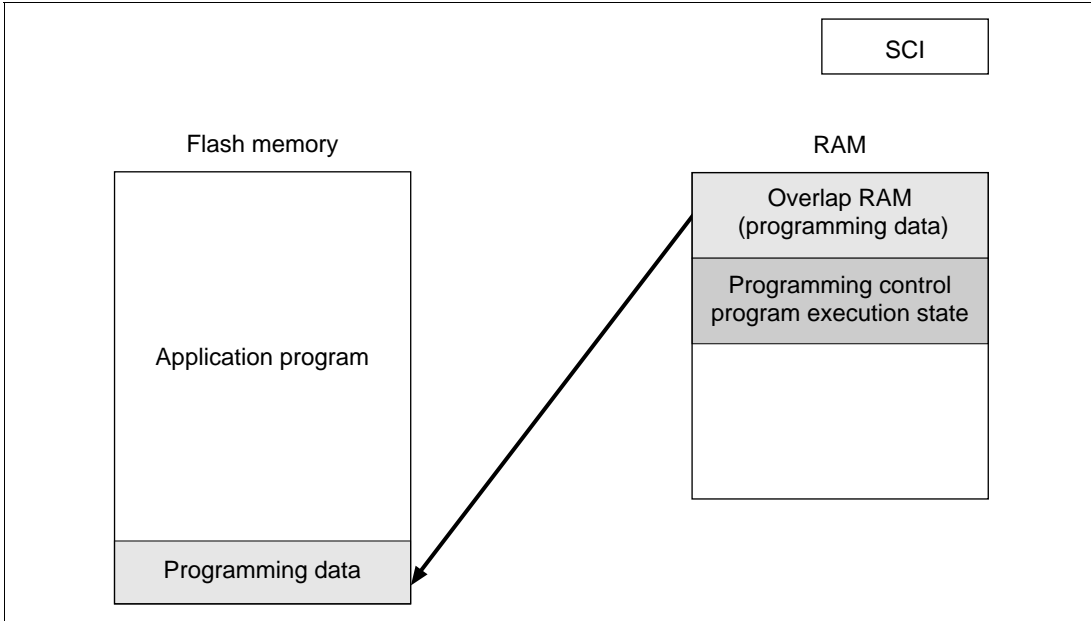 SCI
Flash memory
RAM
Overlap RAM
(programming data)
Programming control
program execution state
Application program
Programming data